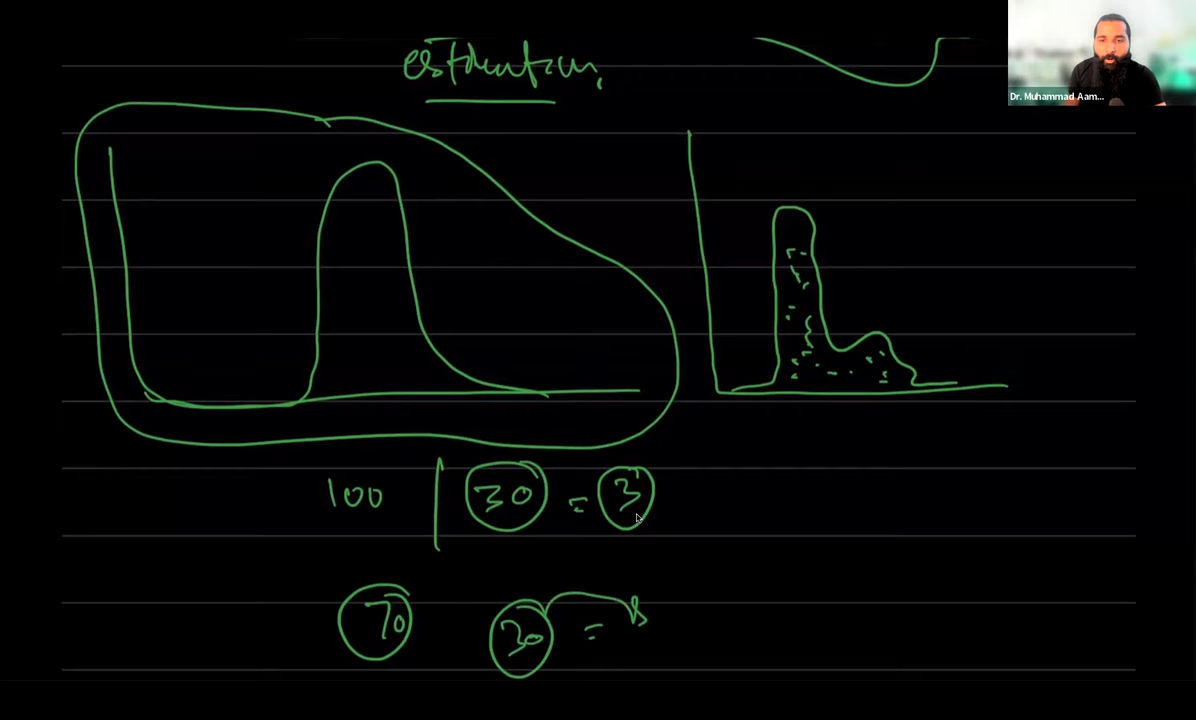 estimation,
Dr. Muhammad Aam...
100 | 30 = 3
70 30 =